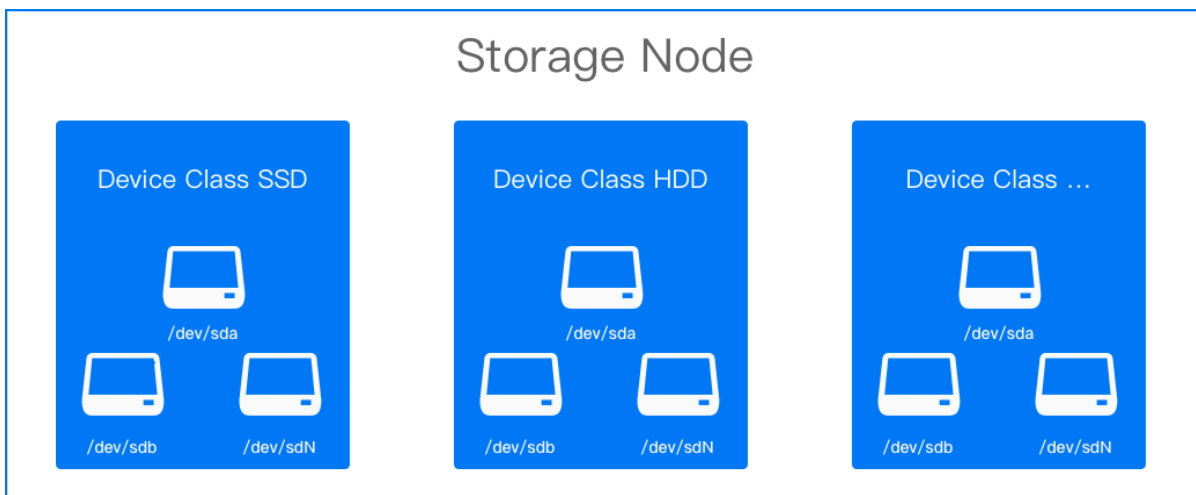 Storage Node
Device Class SSD
/dev/sda
/dev/sdb
/dev/sdN
Device Class HDD
/dev/sda
/dev/sdb
/dev/sdN
Device Class ...
/dev/sda
/dev/sdb
/dev/sdN